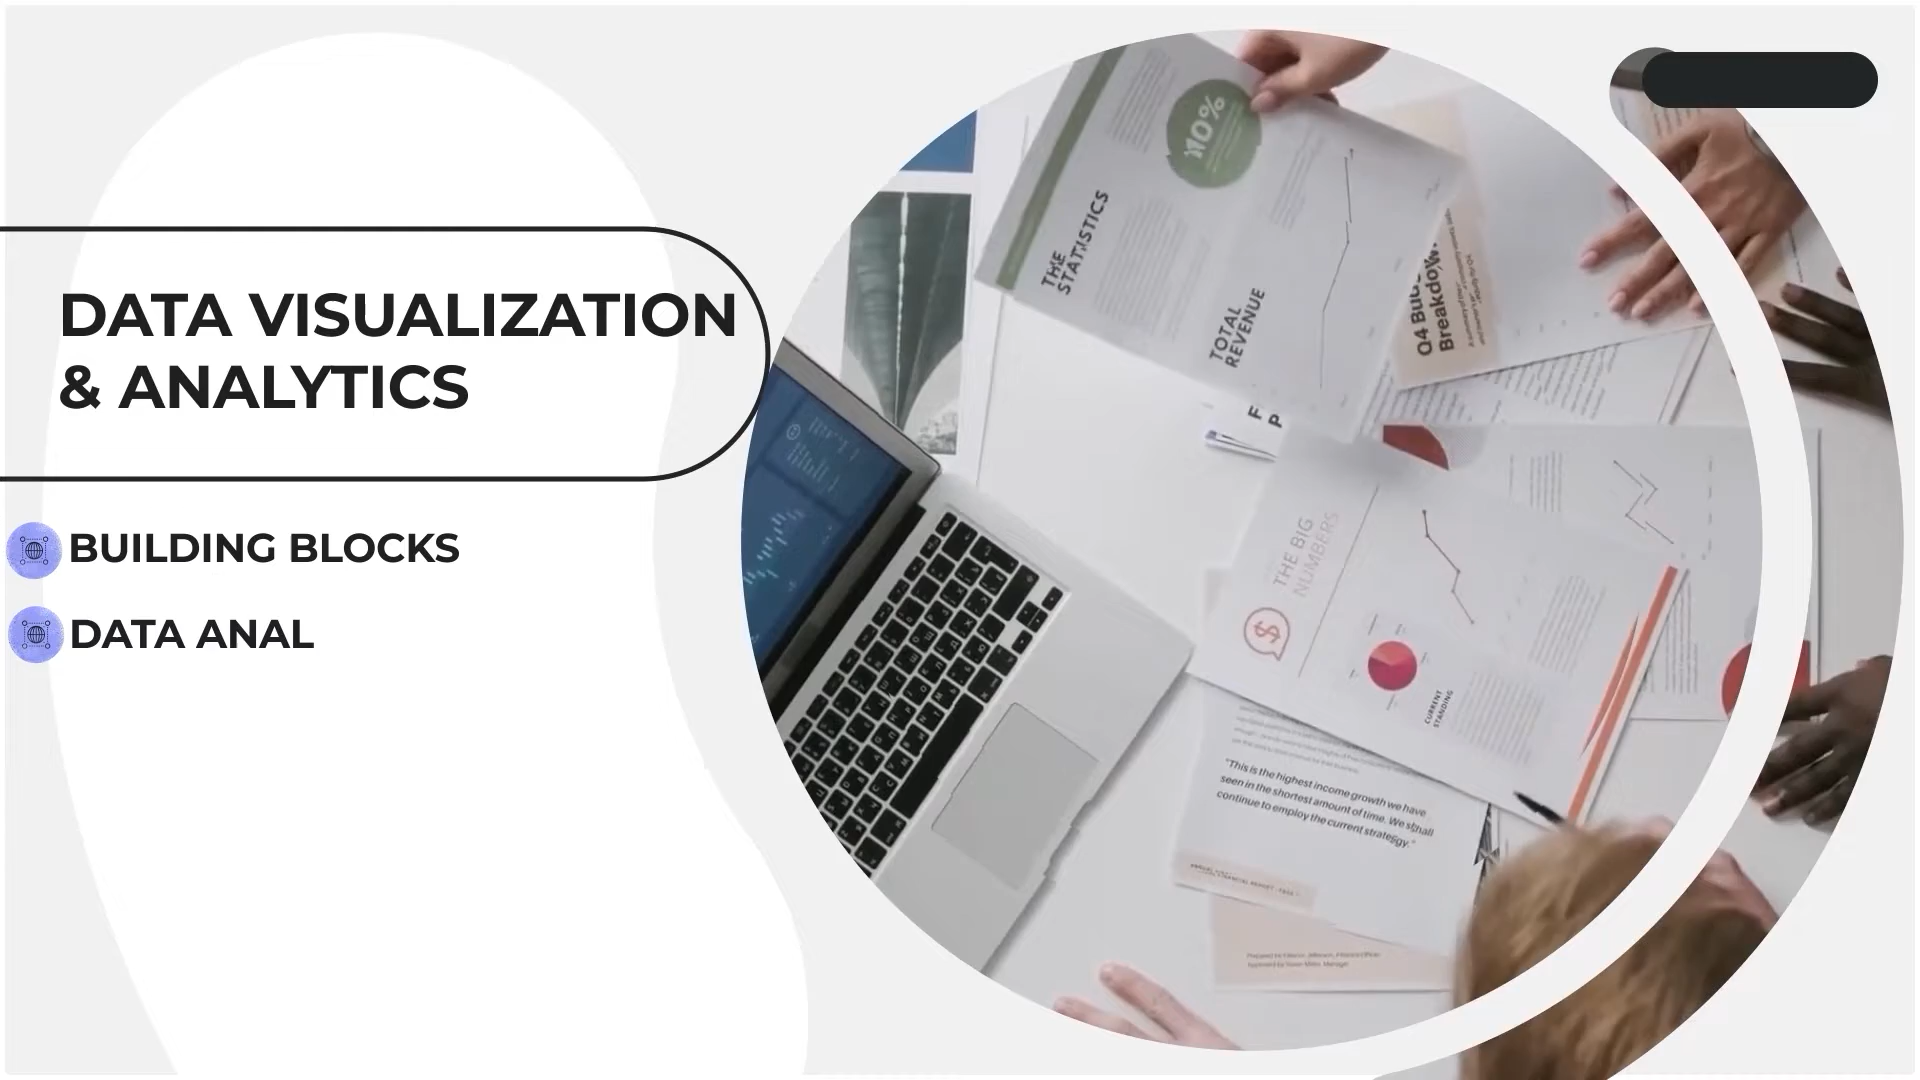 DATA VISUALIZATION
& ANALYTICS
BUILDING BLOCKS
DATA ANAL
10%
THE
STATISTICS
TOTAL
REVENUE
Q4
Breakdown
F
P
THE BIG
NUMBERS
$
CURRENT
STANDING
"This is the highest income growth we have
seen in the shortest amount of time. We shall
continue to employ the current strategy."